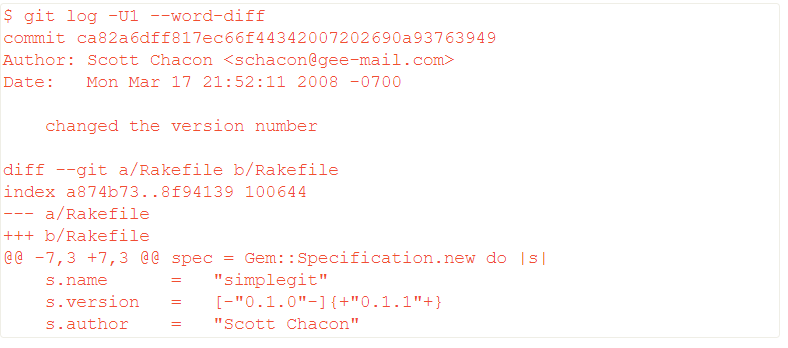 $ git log -U1 --word-diff
commit ca82a6dff817ec66f44342007202690a93763949
Author: Scott Chacon <schacon@gee-mail.com>
Date:   Mon Mar 17 21:52:11 2008 -0700

    changed the version number

diff --git a/Rakefile b/Rakefile
index a874b73..8f94139 100644
--- a/Rakefile
+++ b/Rakefile
@@ -7,3 +7,3 @@ spec = Gem::Specification.new do |s|
    s.name      =   "simplegit"
    s.version   =   [-"0.1.0"-]{+"0.1.1"+}
    s.author    =   "Scott Chacon"